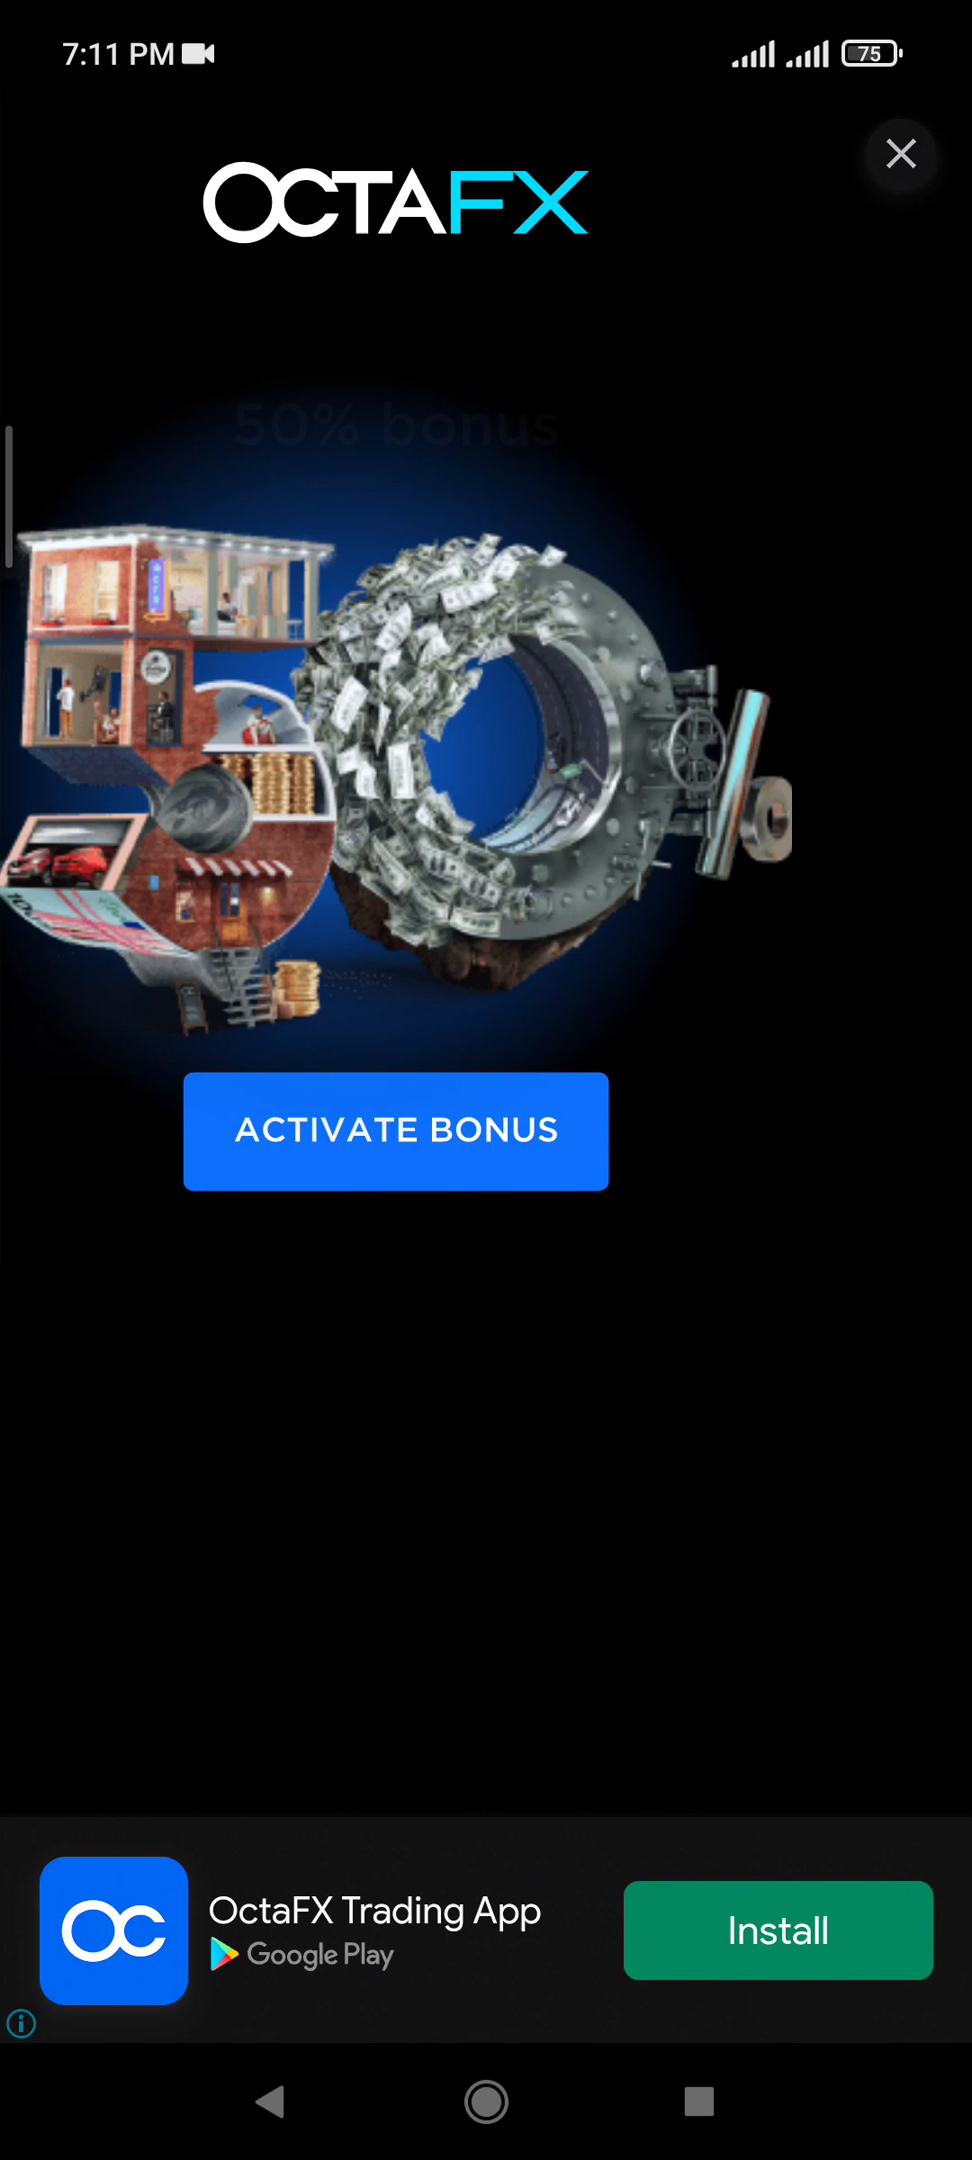 7:11 PM
75
OCTAFX
50% bonus
ACTIVATE BONUS
OctaFX Trading App
Google Play
Install